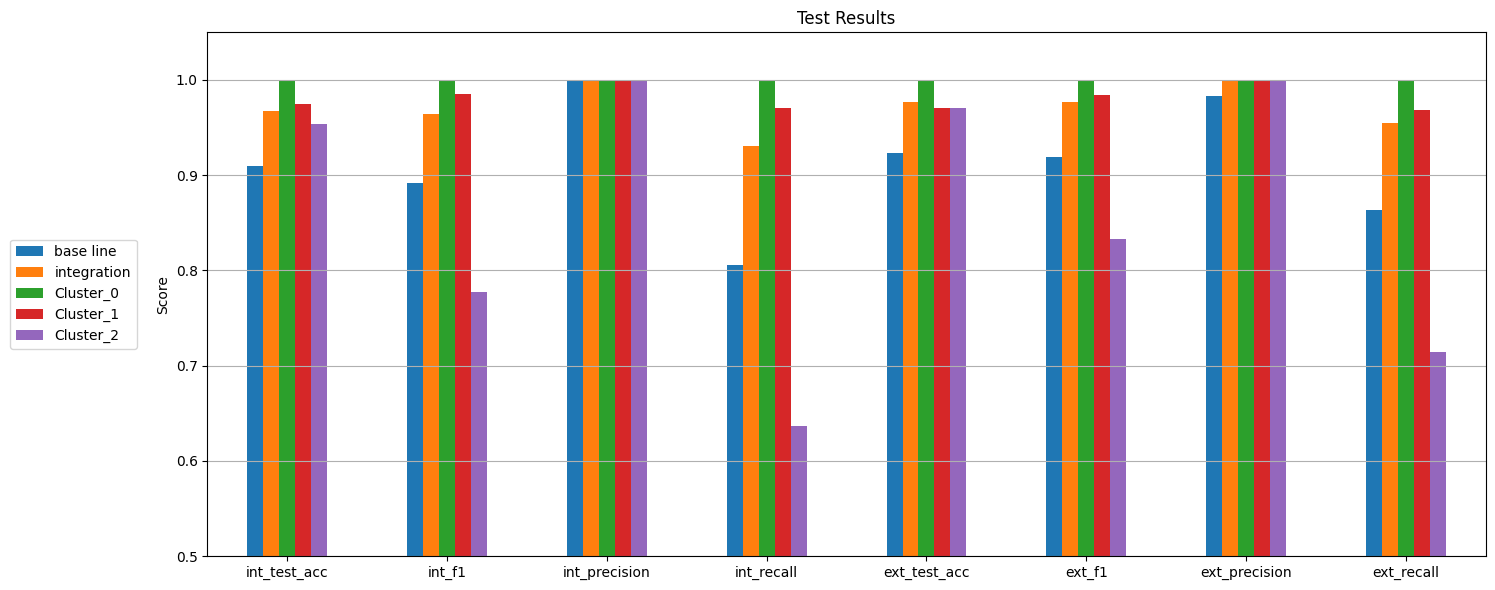 Test Results
1.0
0.9
0.8
0.7
0.6
0.5
Score
base line
integration
Cluster_0
Cluster_1
Cluster_2
int_test_acc
int_f1
int_precision
int_recall
ext_test_acc
ext_f1
ext_precision
ext_recall